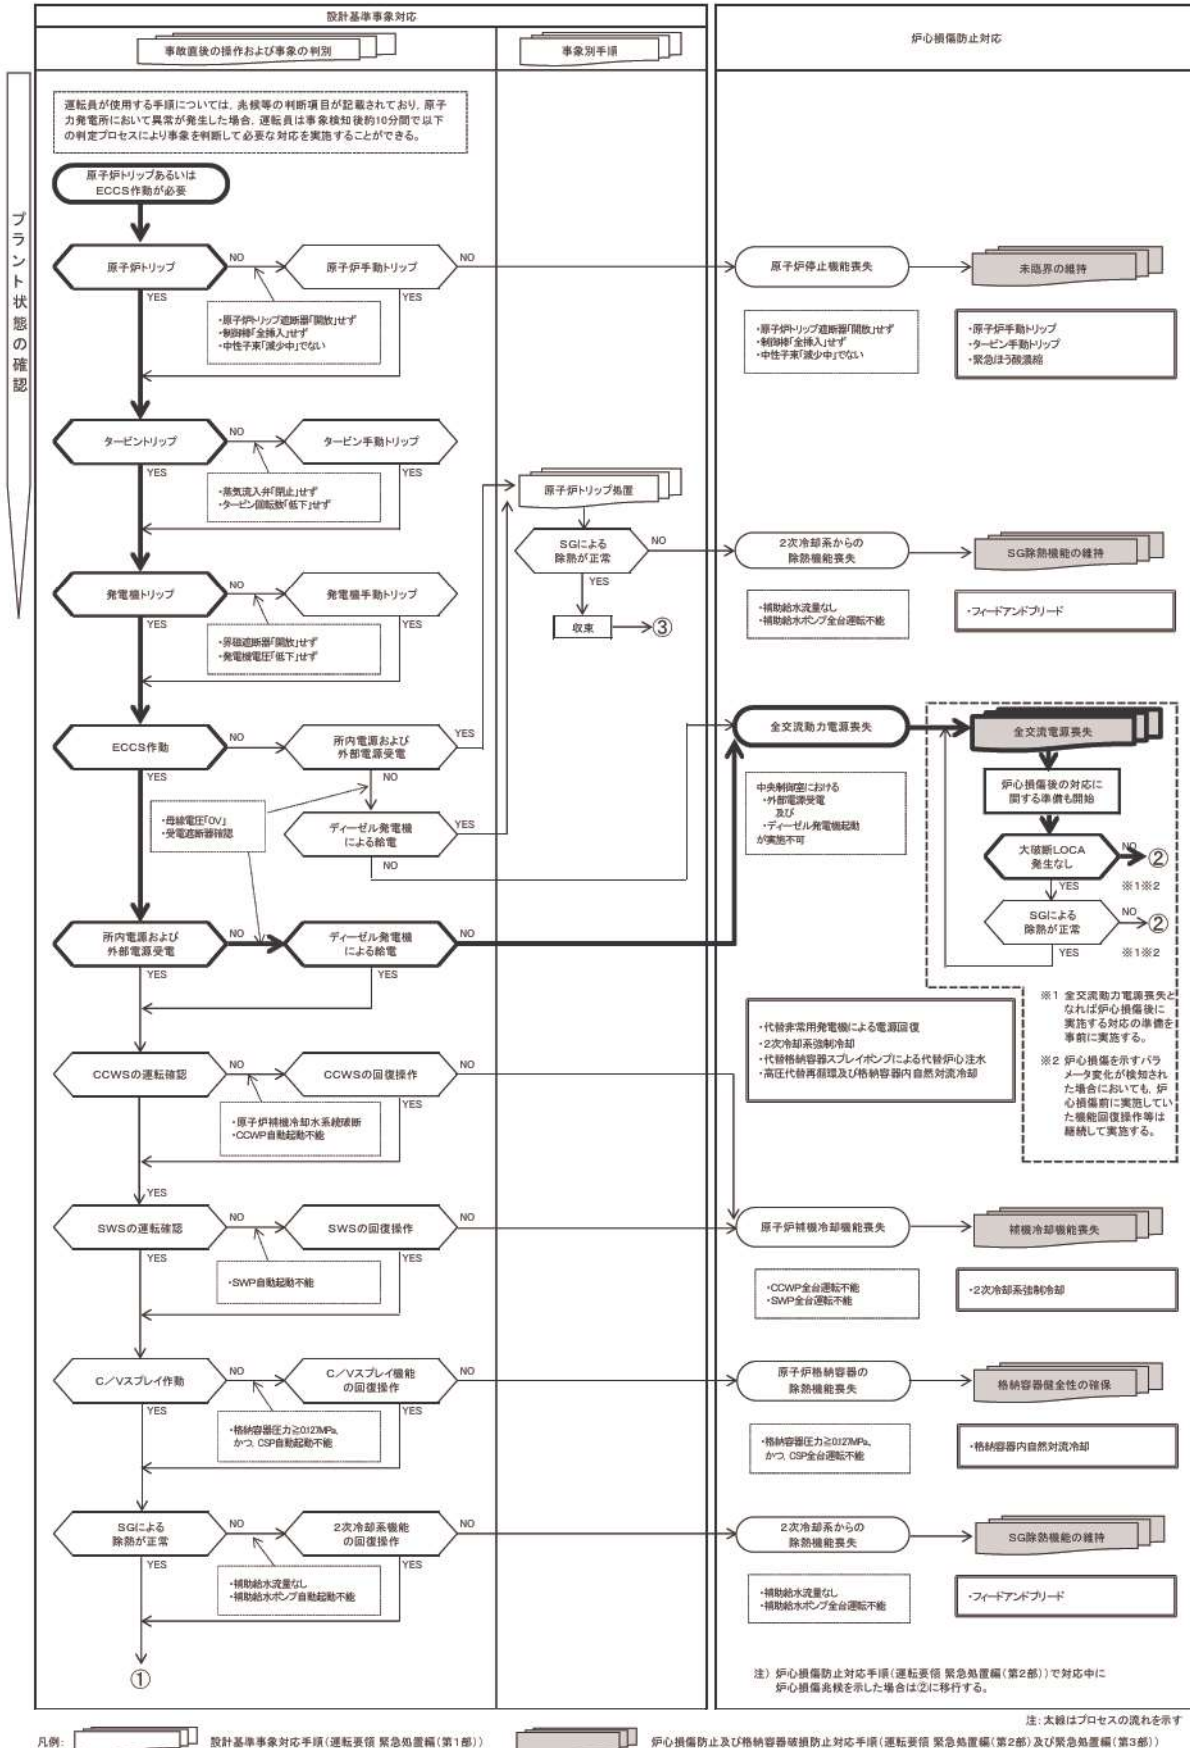 設計基準事象対応
事故直後の操作および事象の判別
事象別手順
炉心損傷防止対応
プラント状態の確認
運転員が使用する手順については、兆候等の判断項目が記載されており、原子
力発電所において異常が発生した場合、運転員は事象検知後約10分間で以下
の判定プロセスにより事象を判断して必要な対応を実施することができる。
原子炉トリップあるいは
ECCS作動が必要
原子炉トリップ
NO
原子炉手動トリップ
NO
原子炉停止機能喪失
未臨界の維持
YES
YES
・原子炉トリップ遮断器「開放」せず
・制御棒「全挿入」せず
・中性子束「減少中」でない
・原子炉トリップ遮断器「開放」せず
・制御棒「全挿入」せず
・中性子束「減少中」でない
・原子炉手動トリップ
・タービン手動トリップ
・緊急ほう酸濃縮
タービントリップ
NO
タービン手動トリップ
YES
YES
・蒸気流入弁「閉止」せず
・タービン回転数「低下」せず
原子炉トリップ処置
SGによる
除熱が正常
NO
YES
収束
③
2次冷却系からの
除熱機能喪失
SG除熱機能の維持
・補助給水流量なし
・補助給水ポンプ全台運転不能
・フィードアンドブリード
発電機トリップ
NO
発電機手動トリップ
YES
YES
・界磁遮断器「開放」せず
・発電機電圧「低下」せず
ECCS作動
NO
所内電源および
外部電源受電
YES
YES
NO
・母線電圧「0V」
・受電遮断器確認
ディーゼル発電機
による給電
YES
NO
全交流動力電源喪失
全交流電源喪失
中央制御室における
・外部電源受電
及び
・ディーゼル発電機起動
が実施不可
炉心損傷後の対応に
関する準備も開始
大破断LOCA
発生なし
NO
②
YES
※1※2
SGによる
除熱が正常
NO
②
YES
※1※2
所内電源および
外部電源受電
NO
ディーゼル発電機
による給電
NO
YES
YES
※1 全交流動力電源喪失と
なれば炉心損傷後に
実施する対応の準備を
事前に実施する。
※2 炉心損傷を示すパラ
メータ変化が検知され
た場合においても、炉
心損傷前に実施してい
た機能回復操作等は
継続して実施する。
・代替非常用発電機による電源回復
・2次冷却系強制冷却
・代替格納容器スプレイポンプによる代替炉心注水
・高圧代替再循環及び格納容器内自然対流冷却
CCWSの運転確認
NO
CCWSの回復操作
NO
YES
・原子炉補機冷却水系統破断
・CCWP自動起動不能
YES
SWSの運転確認
NO
SWSの回復操作
NO
原子炉補機冷却機能喪失
補機冷却機能喪失
YES
YES
・SWP自動起動不能
・CCWP全台運転不能
・SWP全台運転不能
・2次冷却系強制冷却
C/Vスプレイ作動
NO
C/Vスプレイ機能
の回復操作
NO
原子炉格納容器の
除熱機能喪失
格納容器健全性の確保
YES
YES
・格納容器圧力≧0.127MPa、
かつ、CSP自動起動不能
・格納容器圧力≧0.127MPa、
かつ、CSP全台運転不能
・格納容器内自然対流冷却
SGによる
除熱が正常
NO
2次冷却系機能
の回復操作
NO
2次冷却系からの
除熱機能喪失
SG除熱機能の維持
YES
YES
・補助給水流量なし
・補助給水ポンプ自動起動不能
・補助給水流量なし
・補助給水ポンプ全台運転不能
・フィードアンドブリード
①
注) 炉心損傷防止対応手順(運転要領 緊急処置編(第2部))で対応中に
炉心損傷兆候を示した場合は②に移行する。
注:太線はプロセスの流れを示す
凡例:
設計基準事象対応手順(運転要領 緊急処置編(第1部))
炉心損傷防止及び格納容器破損防止対応手順(運転要領 緊急処置編(第2部)及び緊急処置編(第3部))